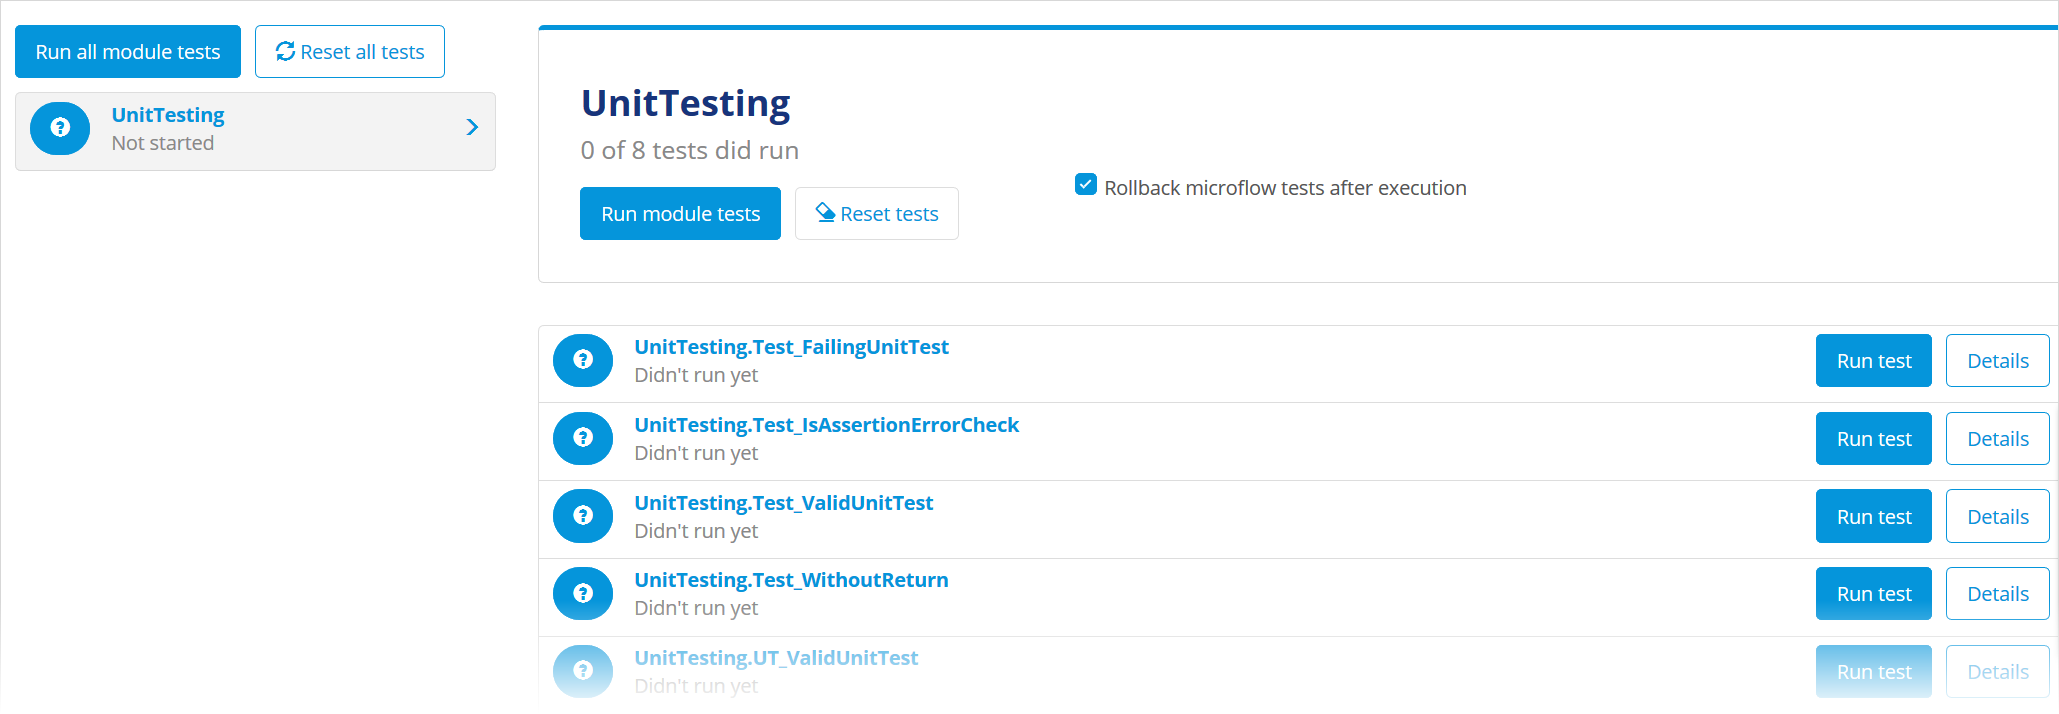 Run all module tests
Reset all tests
UnitTesting
Not started
UnitTesting
0 of 8 tests did run
Run module tests
Reset tests
Rollback microflow tests after execution
UnitTesting.Test_FailingUnitTest
Didn't run yet
Run test
Details
UnitTesting.Test_IsAssertionErrorCheck
Didn't run yet
Run test
Details
UnitTesting.Test_ValidUnitTest
Didn't run yet
Run test
Details
UnitTesting.Test_WithoutReturn
Didn't run yet
Run test
Details
UnitTesting.UT_ValidUnitTest
Didn't run yet
Run test
Details